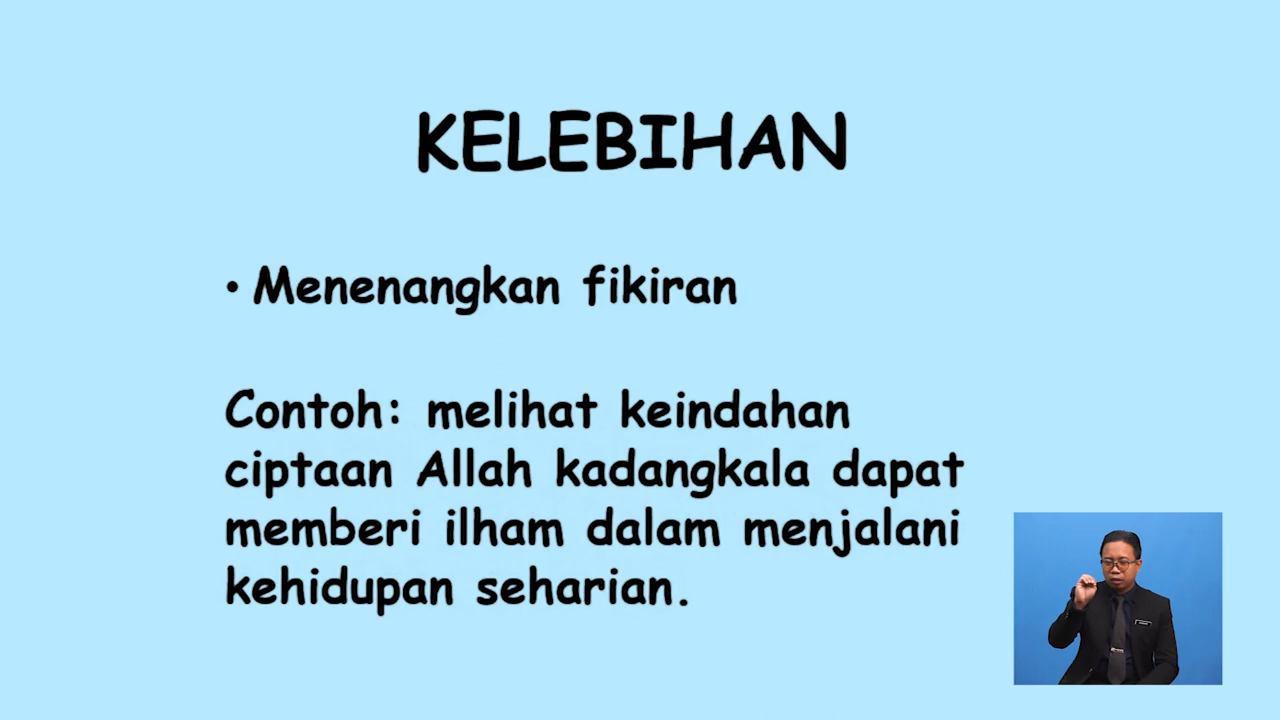 KELEBIHAN
• Menenangkan fikiran
Contoh: melihat keindahan
ciptaan Allah kadangkala dapat
memberi ilham dalam menjalani
kehidupan seharian.